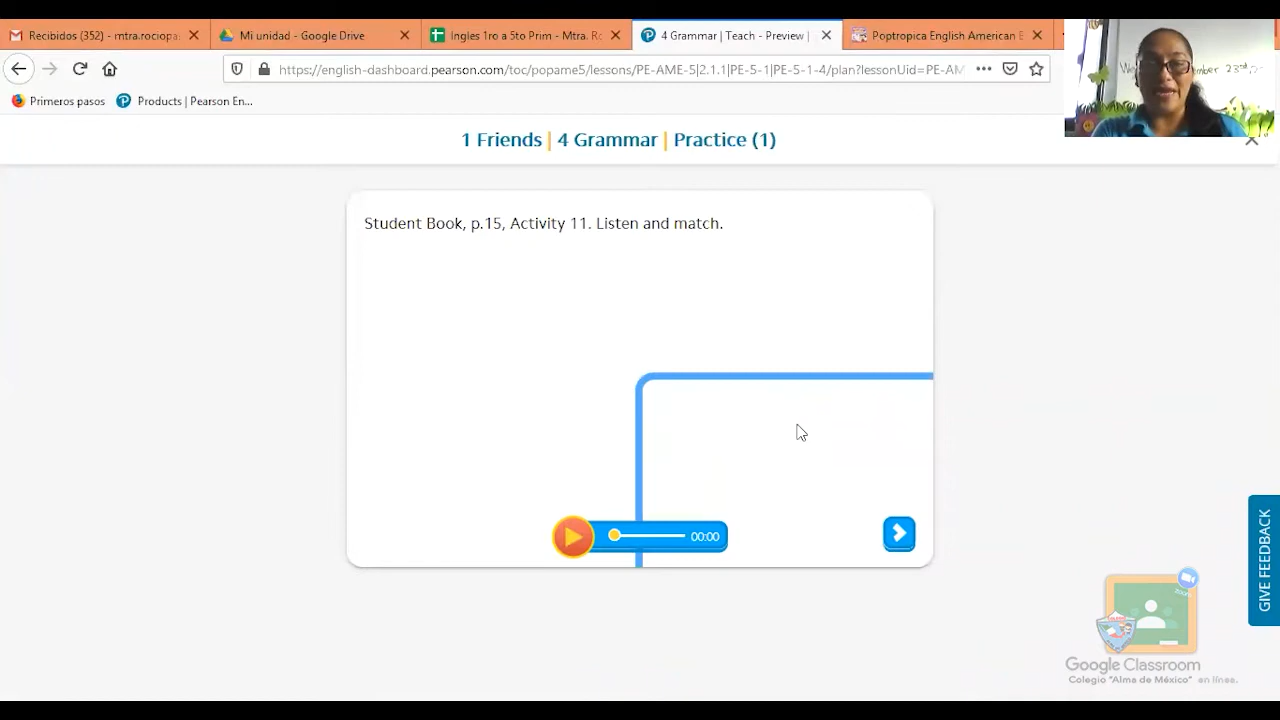 Recibidos (352) - mtra.rociopa
Mi unidad - Google Drive
Ingles 1ro a 5to Prim - Mtra. Ro
4 Grammar | Teach - Preview |
Poptropica English American E
https://english-dashboard.pearson.com/toc/popame5/lessons/PE-AME-5|2.1.1|PE-5-1|PE-5-1-4/plan?lessonUid=PE-AM
Primeros pasos
Products | Pearson En...
1 Friends | 4 Grammar | Practice (1)
Student Book, p.15, Activity 11. Listen and match.
00:00
GIVE FEEDBACK
Google Classroom
Colegio "Alma de México" en línea.